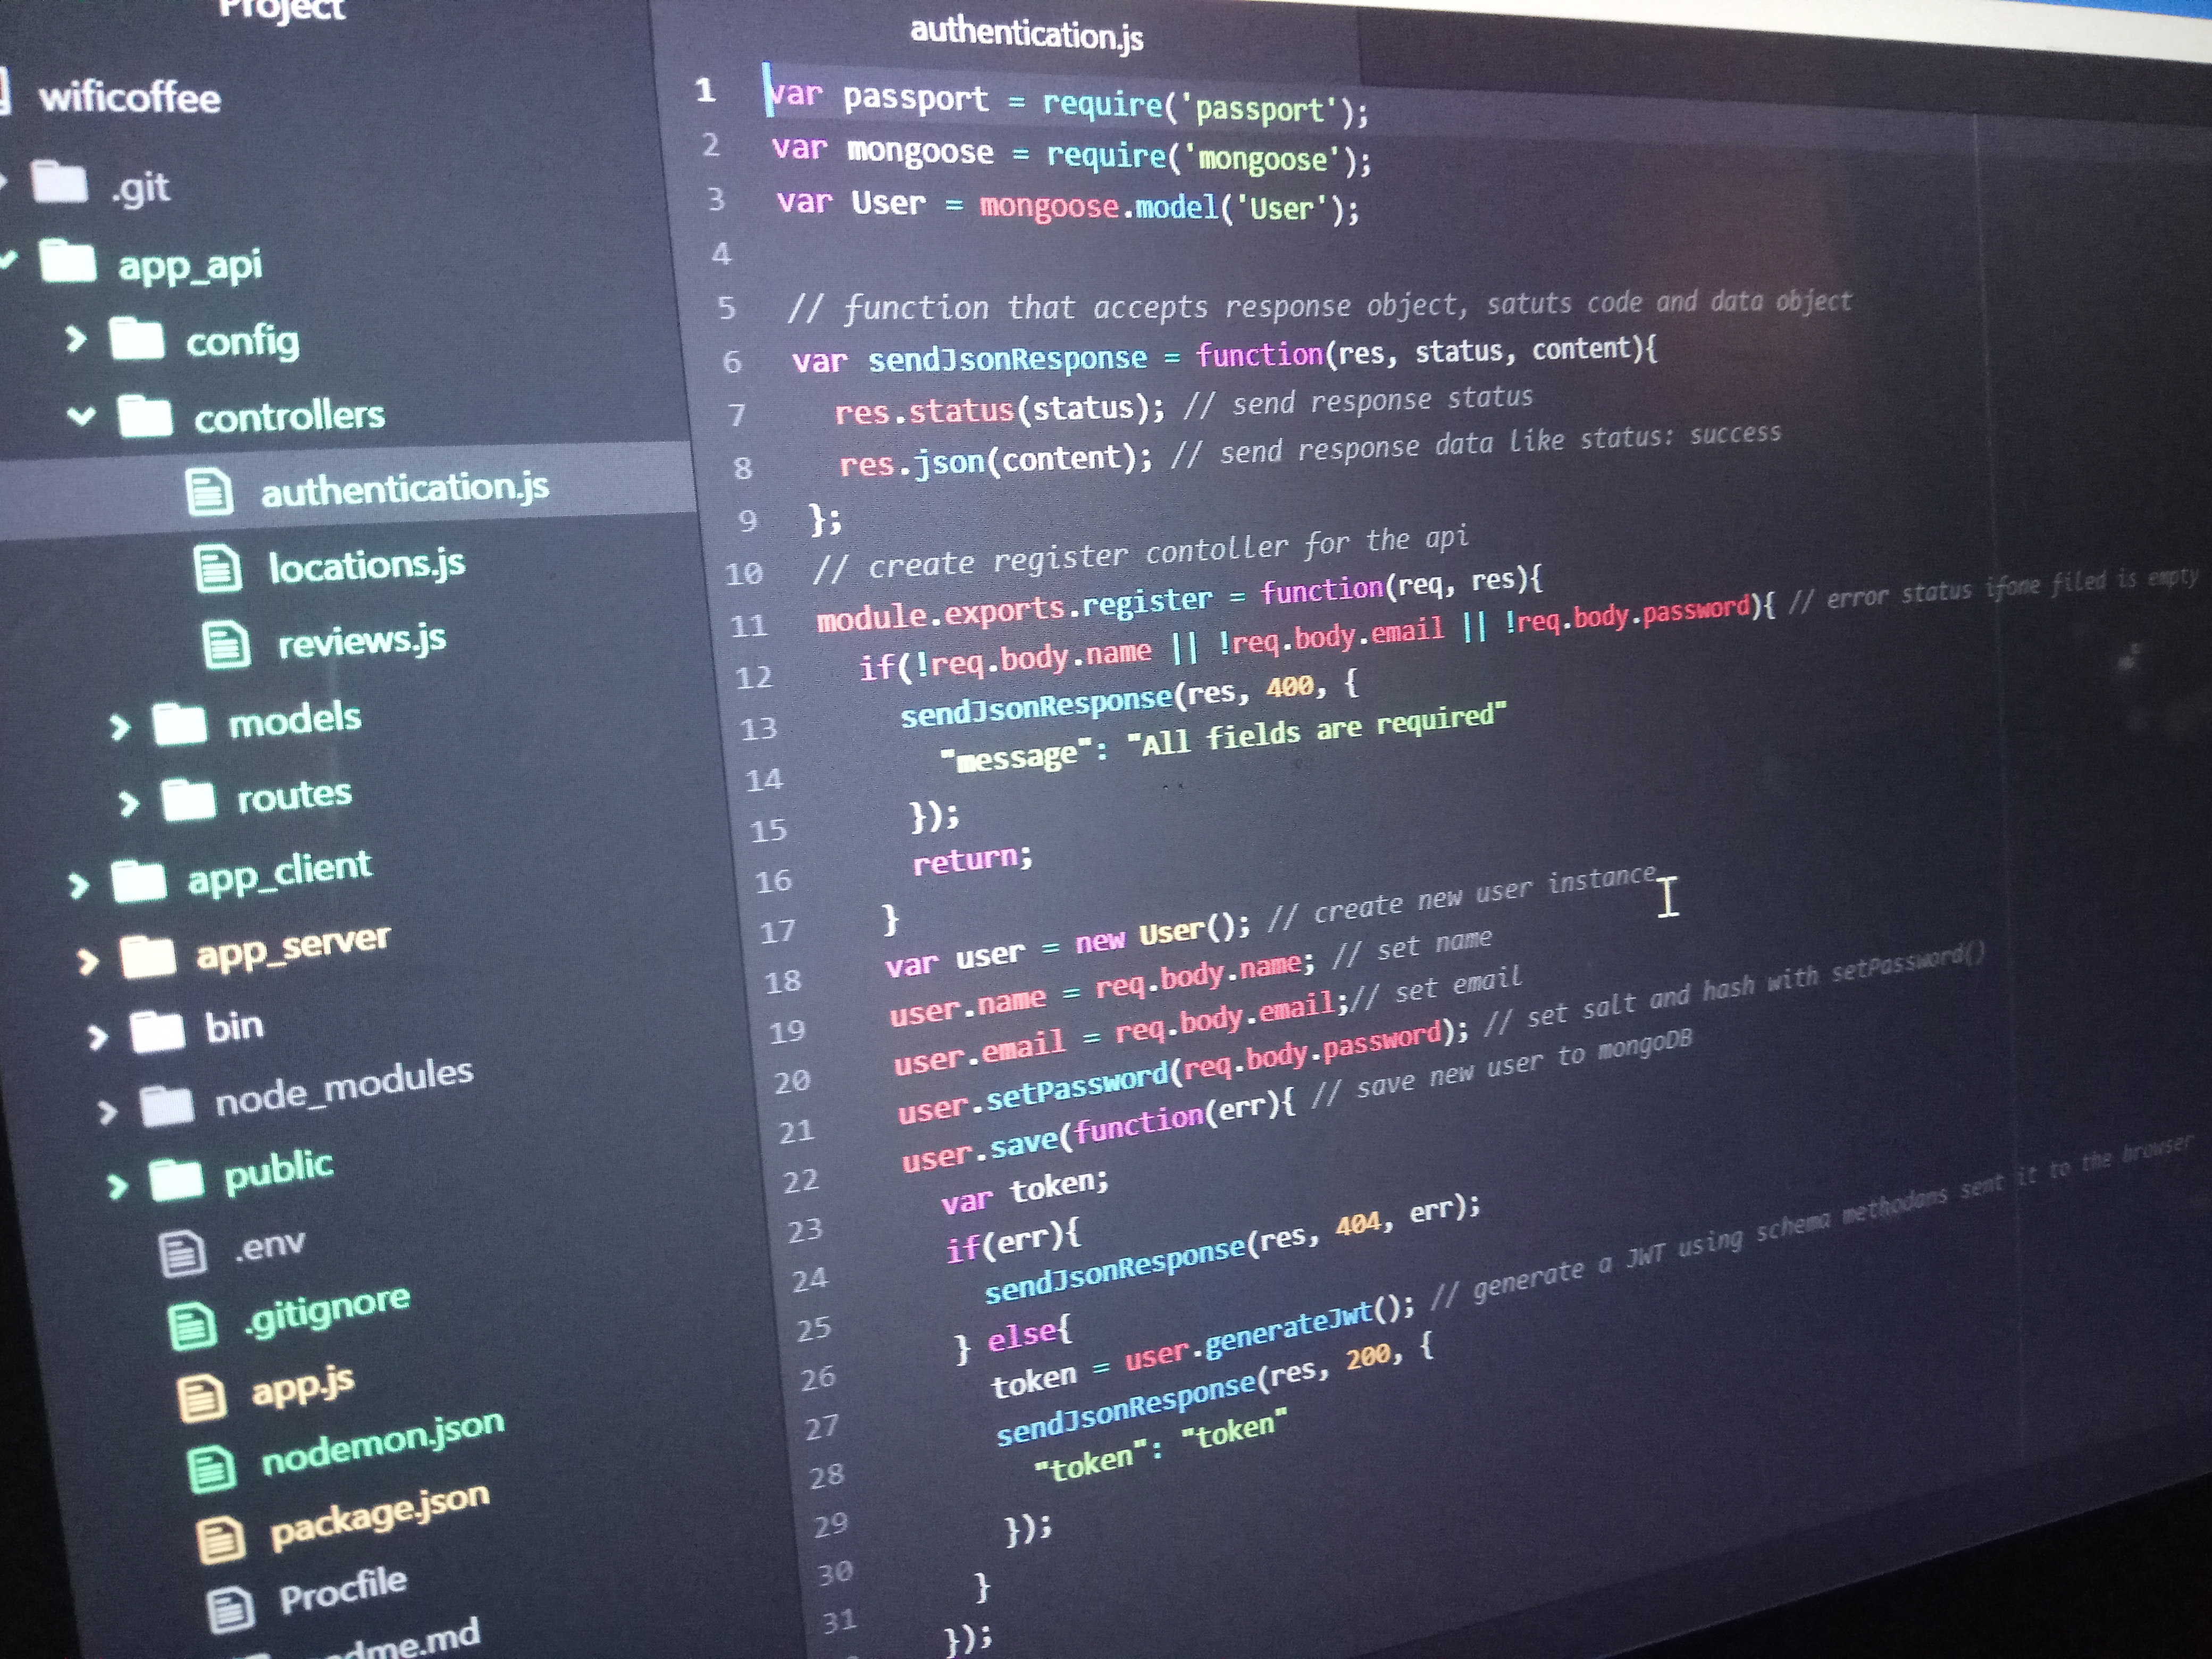 Project
wificoffee
.git
app_api
config
controllers
authentication.js
locations.js
reviews.js
models
routes
app_client
app_server
bin
node_modules
public
.env
.gitignore
app.js
nodemon.json
package.json
Procfile
dme.md
authentication.js
1 var passport = require('passport');
2 var mongoose = require('mongoose');
3 var User = mongoose.model('User');
4
5 // function that accepts response object, satuts code and data object
6 var sendJsonResponse = function(res, status, content){
7 res.status(status); // send response status
8 res.json(content); // send response data like status: success
9 };
10 // create register contoller for the api
11 module.exports.register = function(req, res){
12 if(!req.body.name || !req.body.email || !req.body.password){ // error status ifone filed is empty
13 sendJsonResponse(res, 400, {
14 "message": "All fields are required"
15 });
16 return;
17 }
18 var user = new User(); // create new user instance
19 user.name = req.body.name; // set name
20 user.email = req.body.email;// set email
21 user.setPassword(req.body.password); // set salt and hash with setPassword()
22 user.save(function(err){ // save new user to mongoDB
23 var token;
24 if(err){
25 sendJsonResponse(res, 404, err);
26 } else{
27 token = user.generateJwt(); // generate a JWT using schema methodans sent it to the browser
28 sendJsonResponse(res, 200, {
29 "token": "token"
30 });
31 }
});